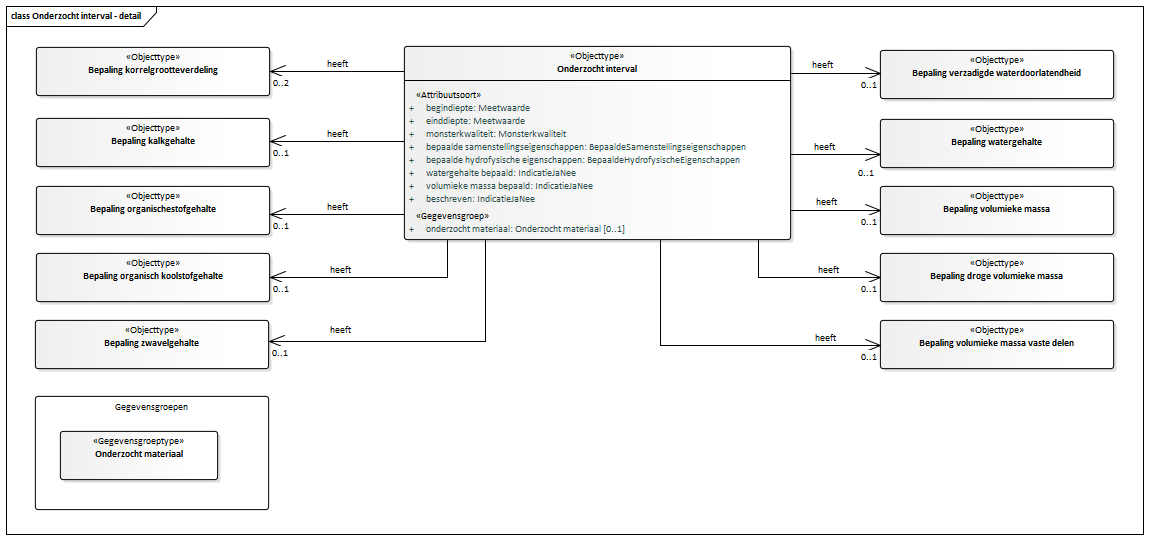 class Onderzocht interval - detail
«Objecttype»
Bepaling korrelgrootteverdeling
heeft
0..2
«Objecttype»
Bepaling kalkgehalte
heeft
0..1
«Objecttype»
Bepaling organischestofgehalte
heeft
0..1
«Objecttype»
Bepaling organisch koolstofgehalte
heeft
0..1
«Objecttype»
Bepaling zwavelgehalte
heeft
0..1
Gegevensgroepen
«Gegevensgroeptype»
Onderzocht materiaal
«Objecttype»
Onderzocht interval
«Attribuutsoort»
+ begindiepte: Meetwaarde
+ einddiepte: Meetwaarde
+ monsterkwaliteit: Monsterkwaliteit
+ bepaalde samenstellingseigenschappen: BepaaldeSamenstellingseigenschappen
+ bepaalde hydrofysische eigenschappen: BepaaldeHydrofysischeEigenschappen
+ watergehalte bepaald: IndicatieJaNee
+ volumieke massa bepaald: IndicatieJaNee
+ beschreven: IndicatieJaNee
«Gegevensgroep»
+ onderzocht materiaal: Onderzocht materiaal [0..1]
heeft
0..1
«Objecttype»
Bepaling verzadigde waterdoorlatendheid
heeft
0..1
«Objecttype»
Bepaling watergehalte
heeft
0..1
«Objecttype»
Bepaling volumieke massa
heeft
0..1
«Objecttype»
Bepaling droge volumieke massa
heeft
0..1
«Objecttype»
Bepaling volumieke massa vaste delen